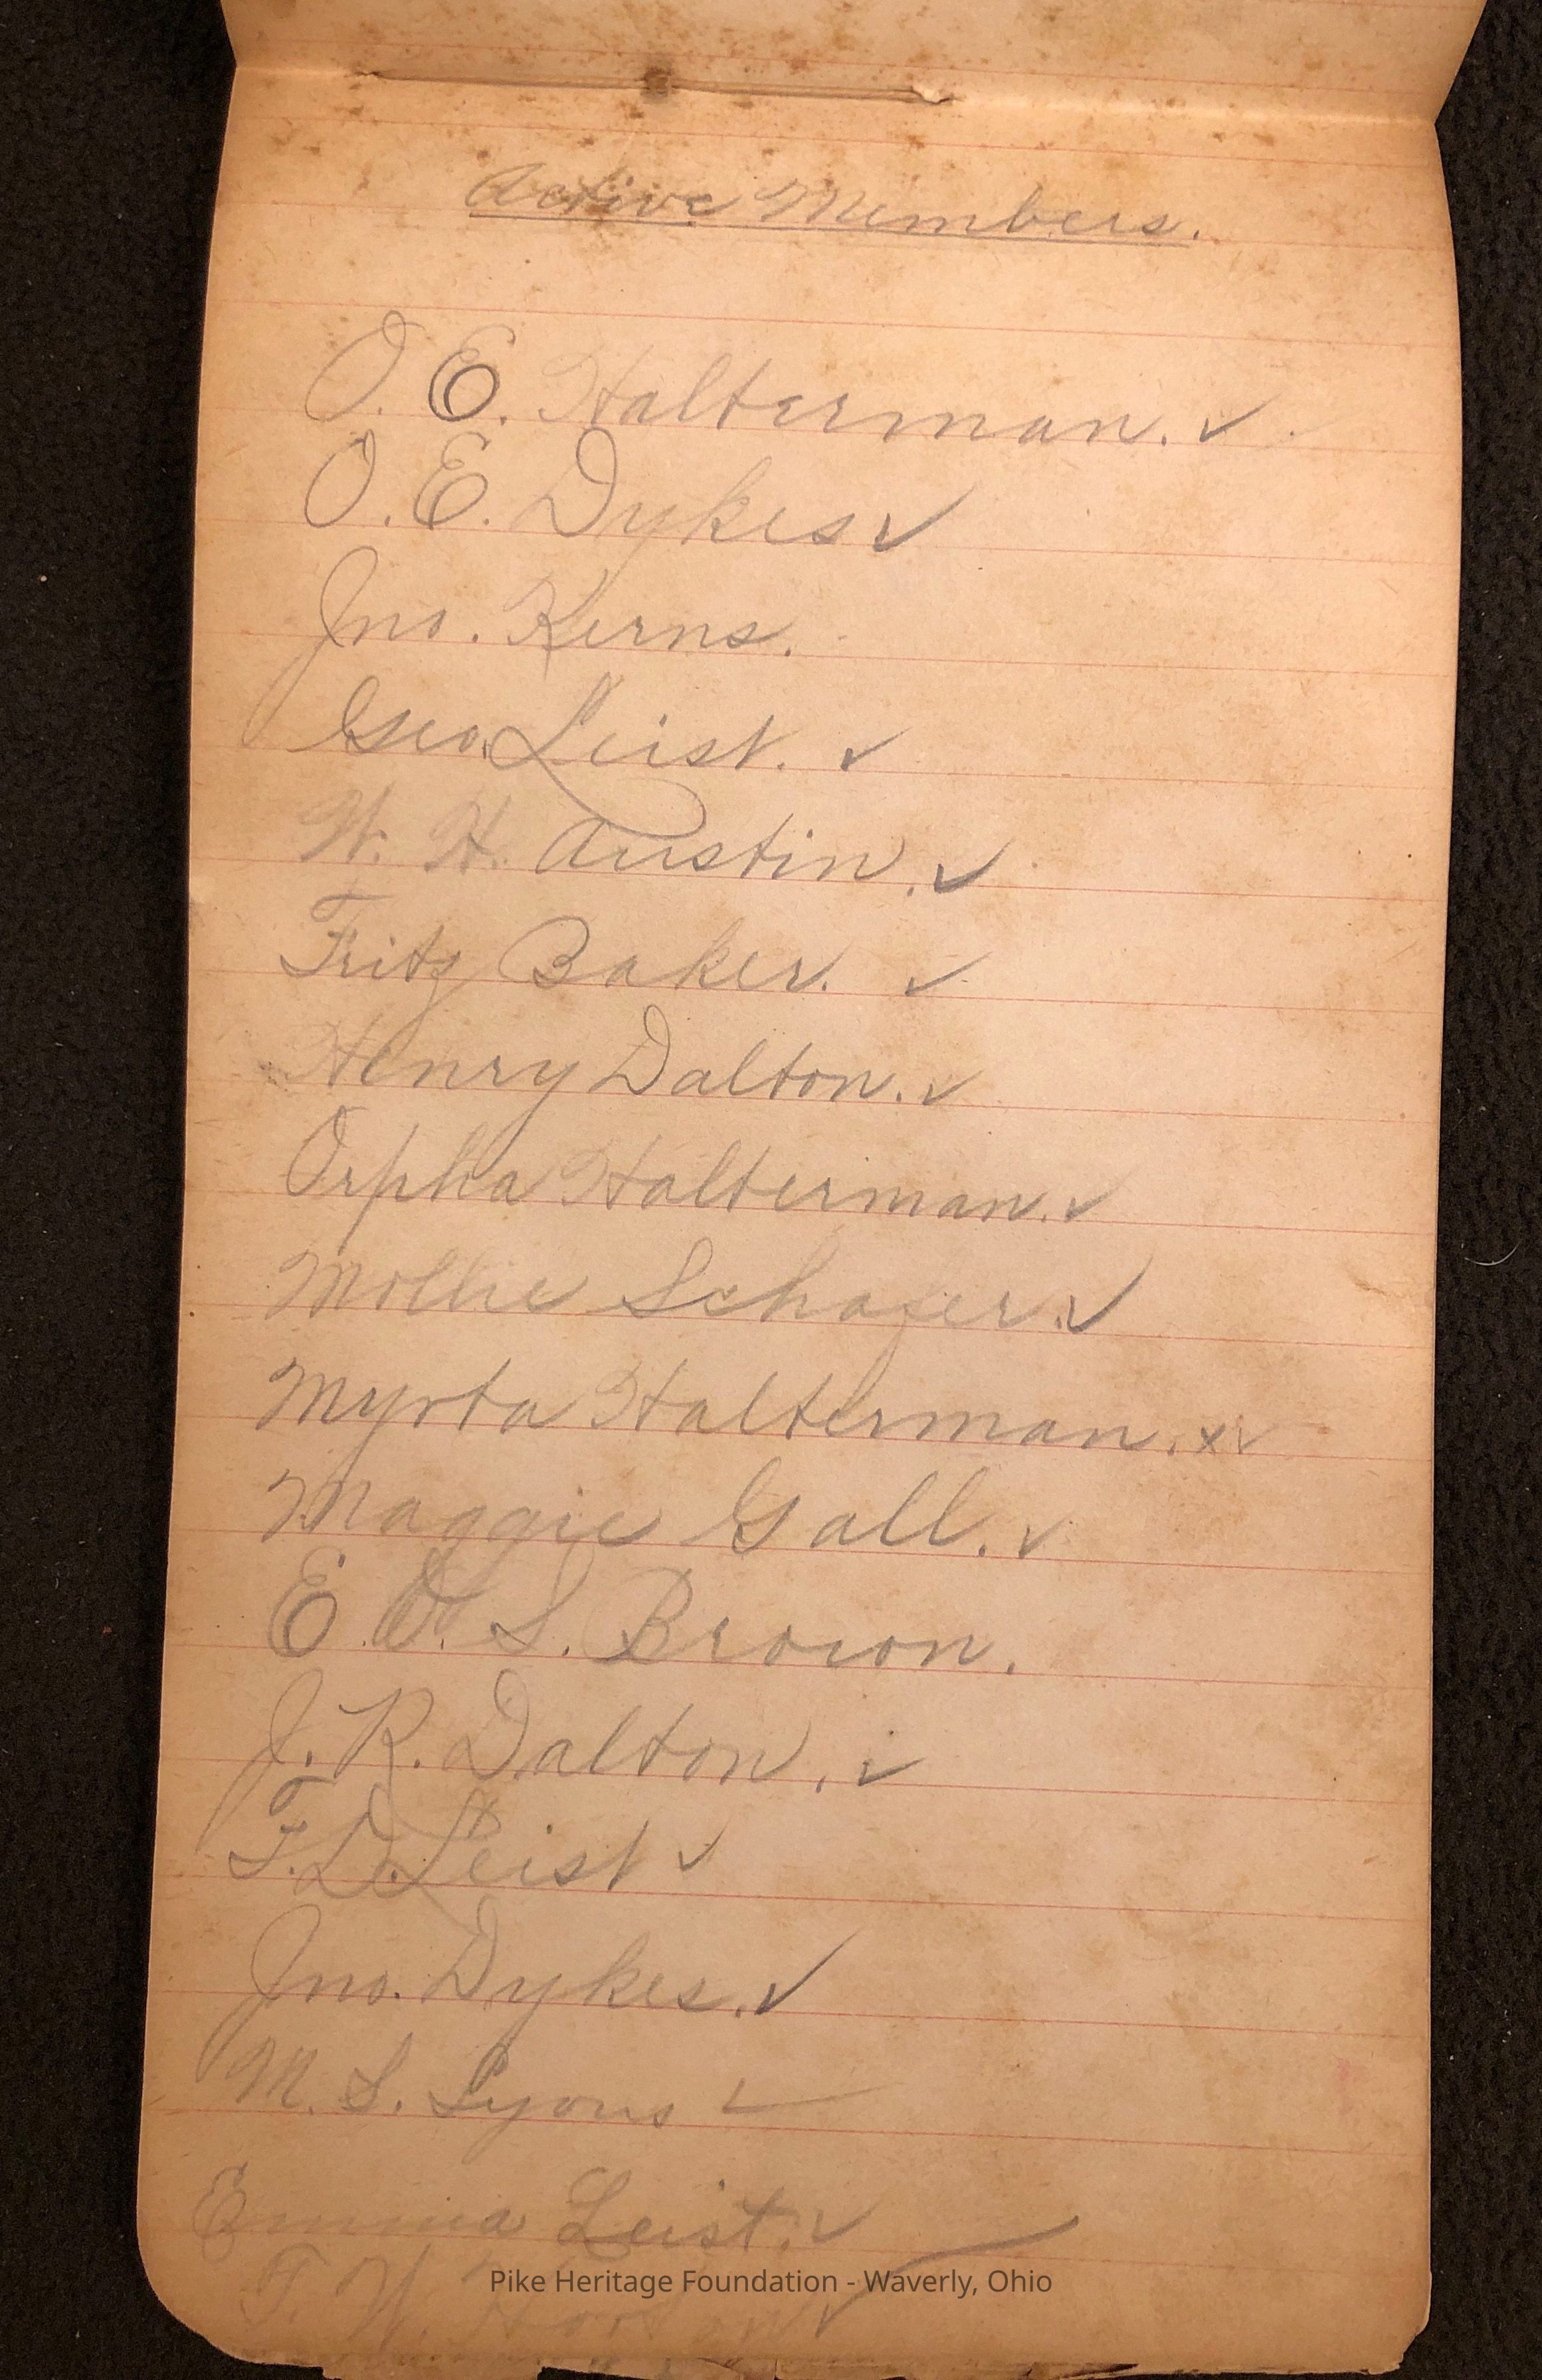 Active Members.
O. E. Halterman. ✓
O. E. Dykes ✓
Jno. Kerns.
Geo. Leist. ✓
W. H. Austin. ✓
Fritz Baker. ✓
Henry Dalton. ✓
Orpha Halterman. ✓
Mollie Schafer. ✓
Myrta Halterman. x✓
Maggie Gall. ✓
E. O. S. Brown.
J. R. Dalton. ✓
F. D. Leist ✓
Jno. Dykes. ✓
M. S. Lyons ✓
Emma Leist. ✓
Pike Heritage Foundation - Waverly, Ohio
T. W.